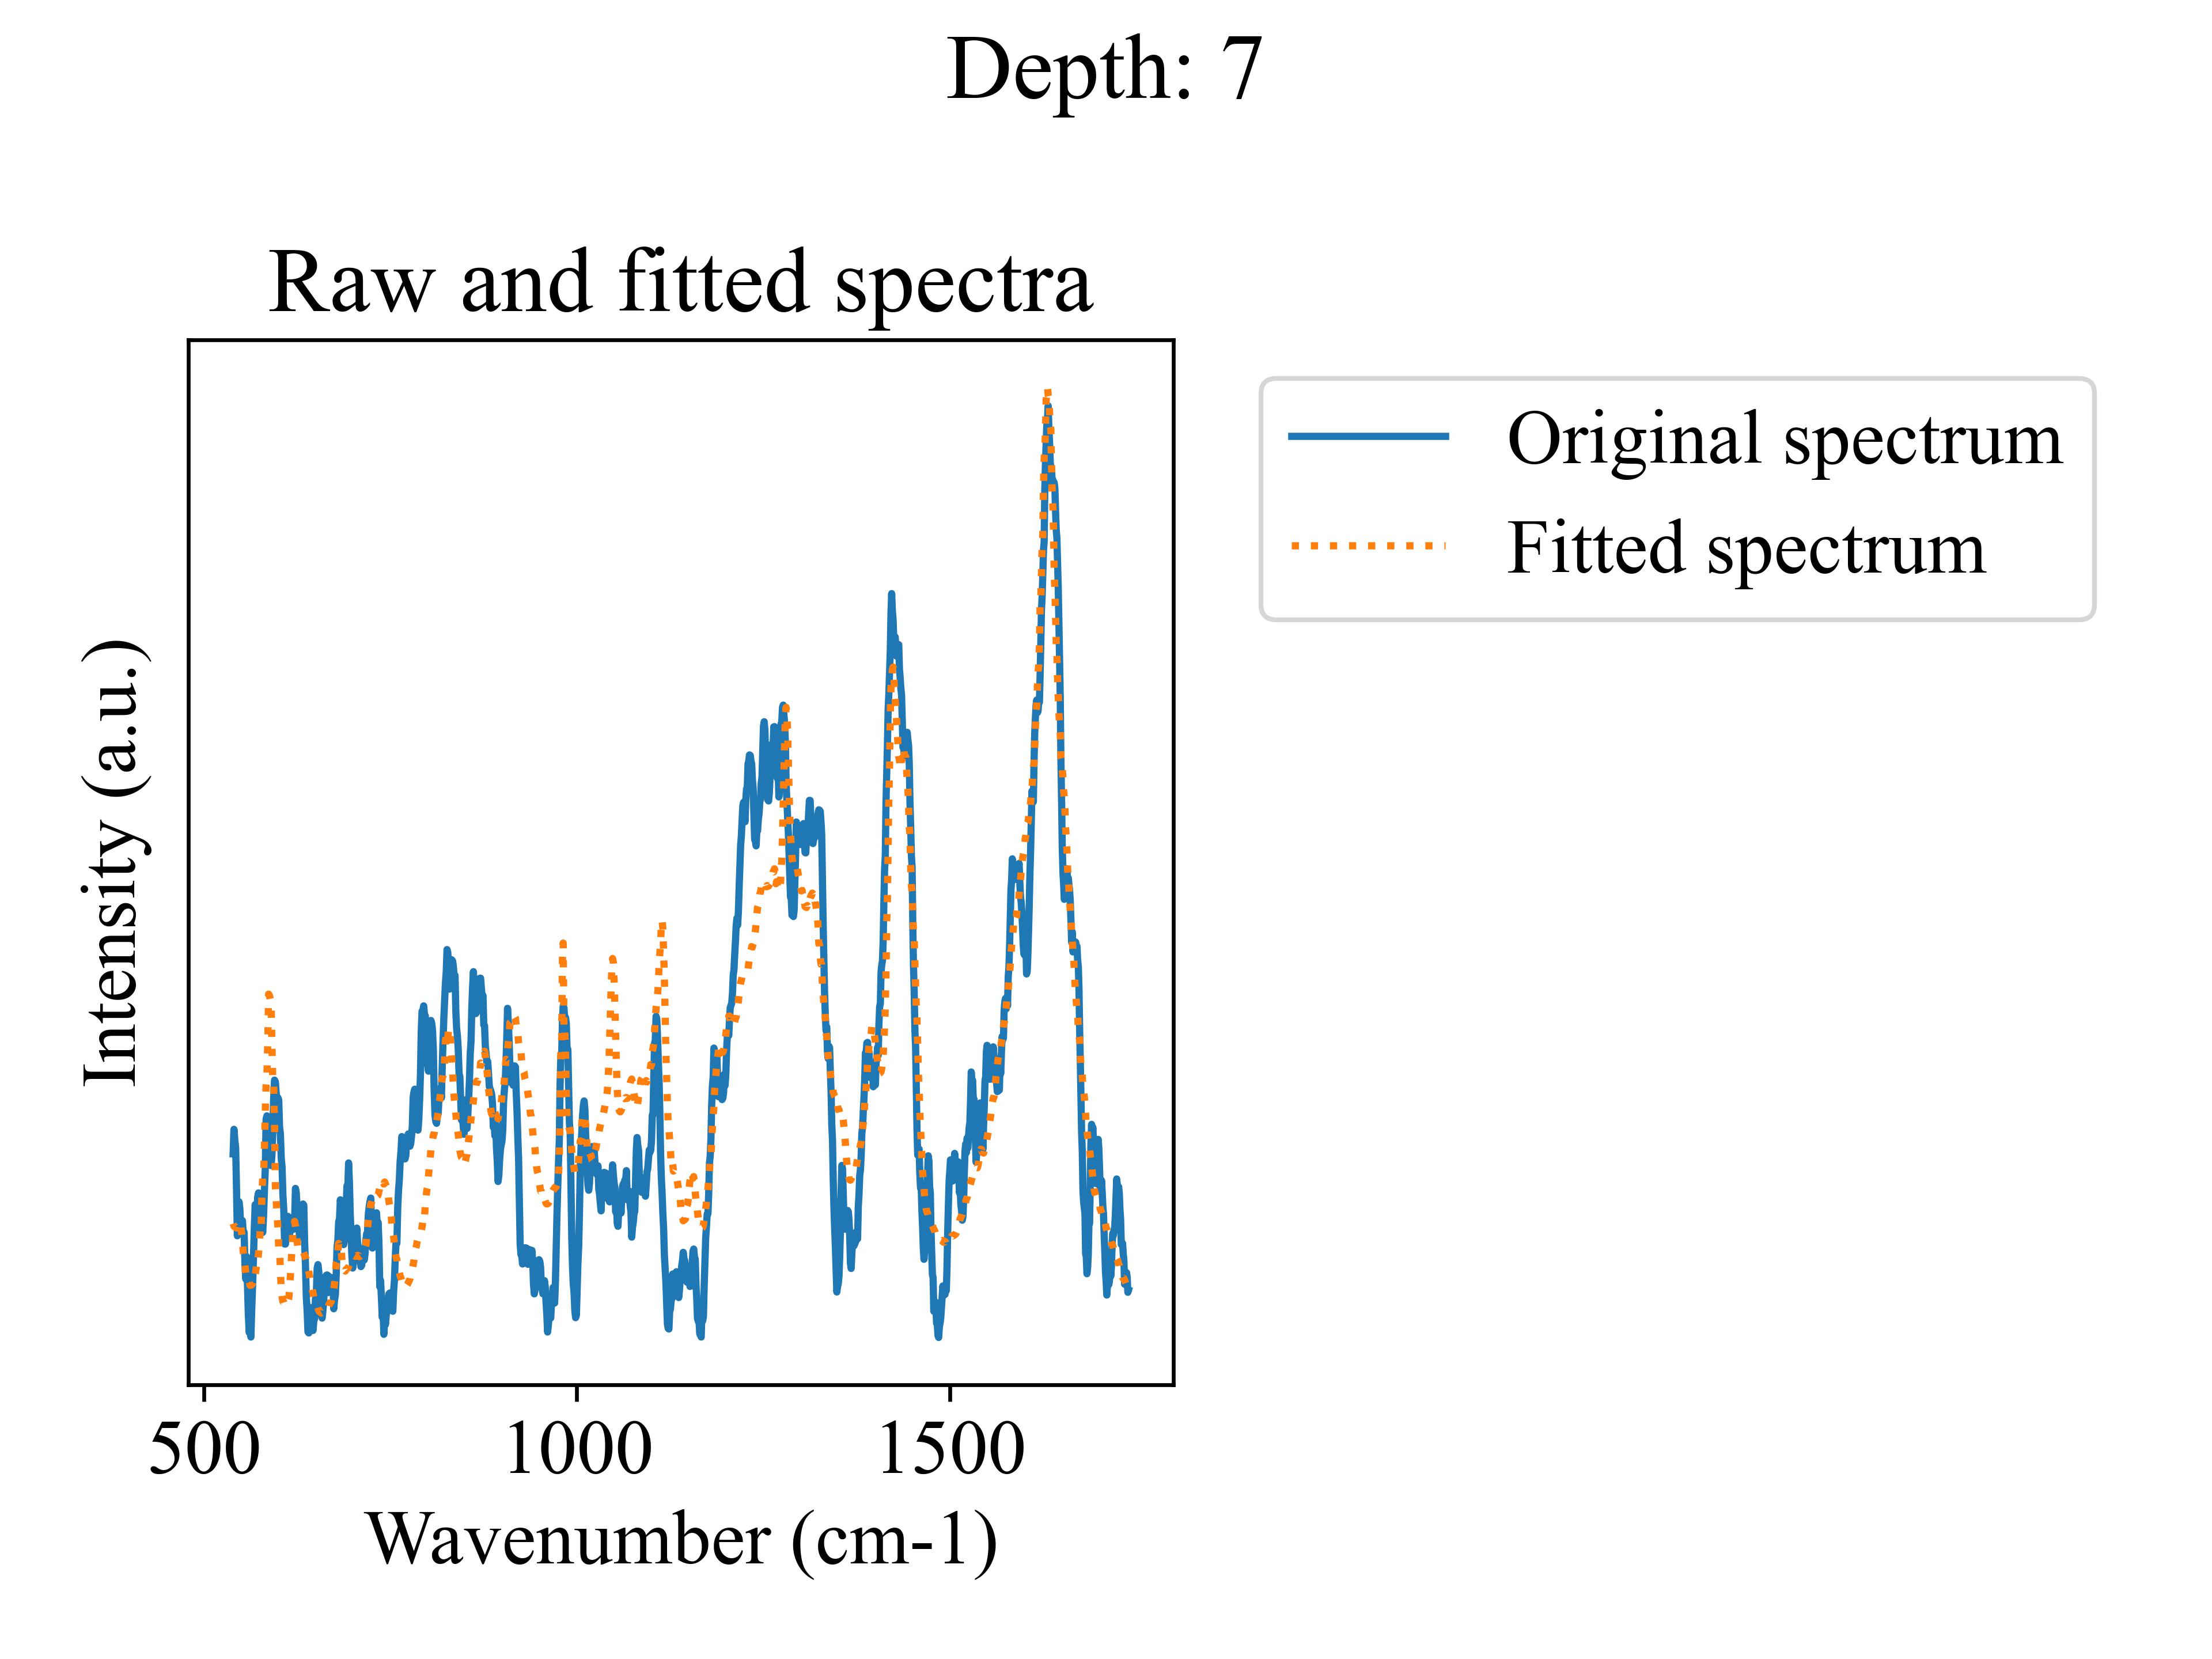 Depth: 7
Raw and fitted spectra
Original spectrum
Fitted spectrum
Intensity (a.u.)
500 1000 1500
Wavenumber (cm-1)